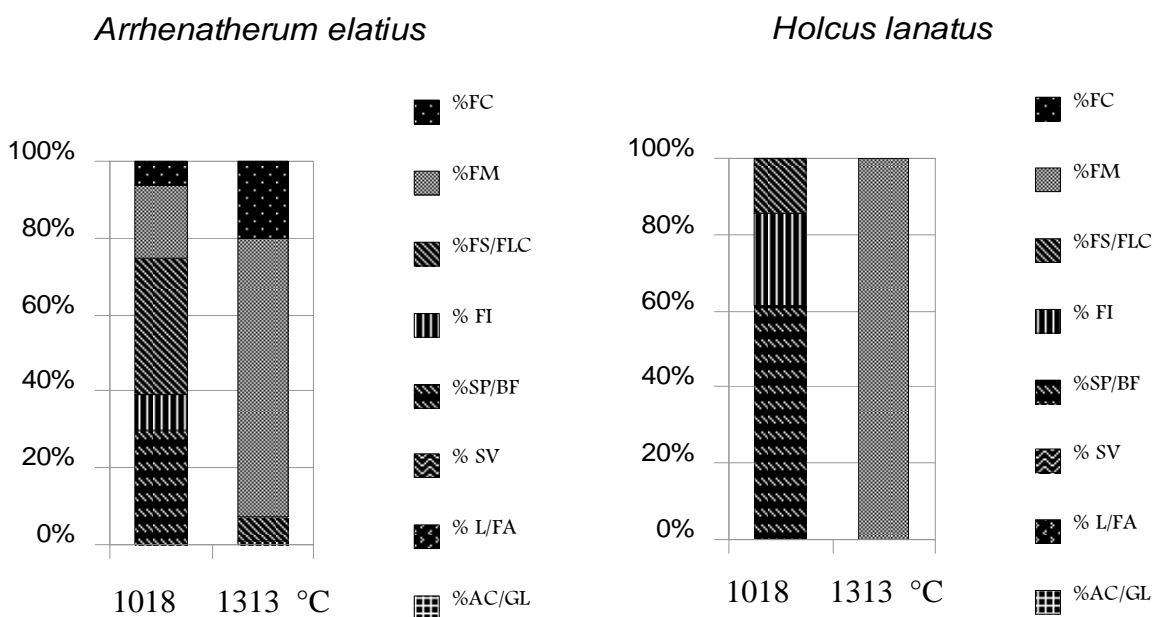 Arrhenatherum elatius
100%
80%
60%
40%
20%
0%
1018 1313 °C
%FC
%FM
%FS/FLC
% FI
%SP/BF
% SV
% L/FA
%AC/GL
Holcus lanatus
100%
80%
60%
40%
20%
0%
1018 1313 °C
%FC
%FM
%FS/FLC
% FI
%SP/BF
% SV
% L/FA
%AC/GL